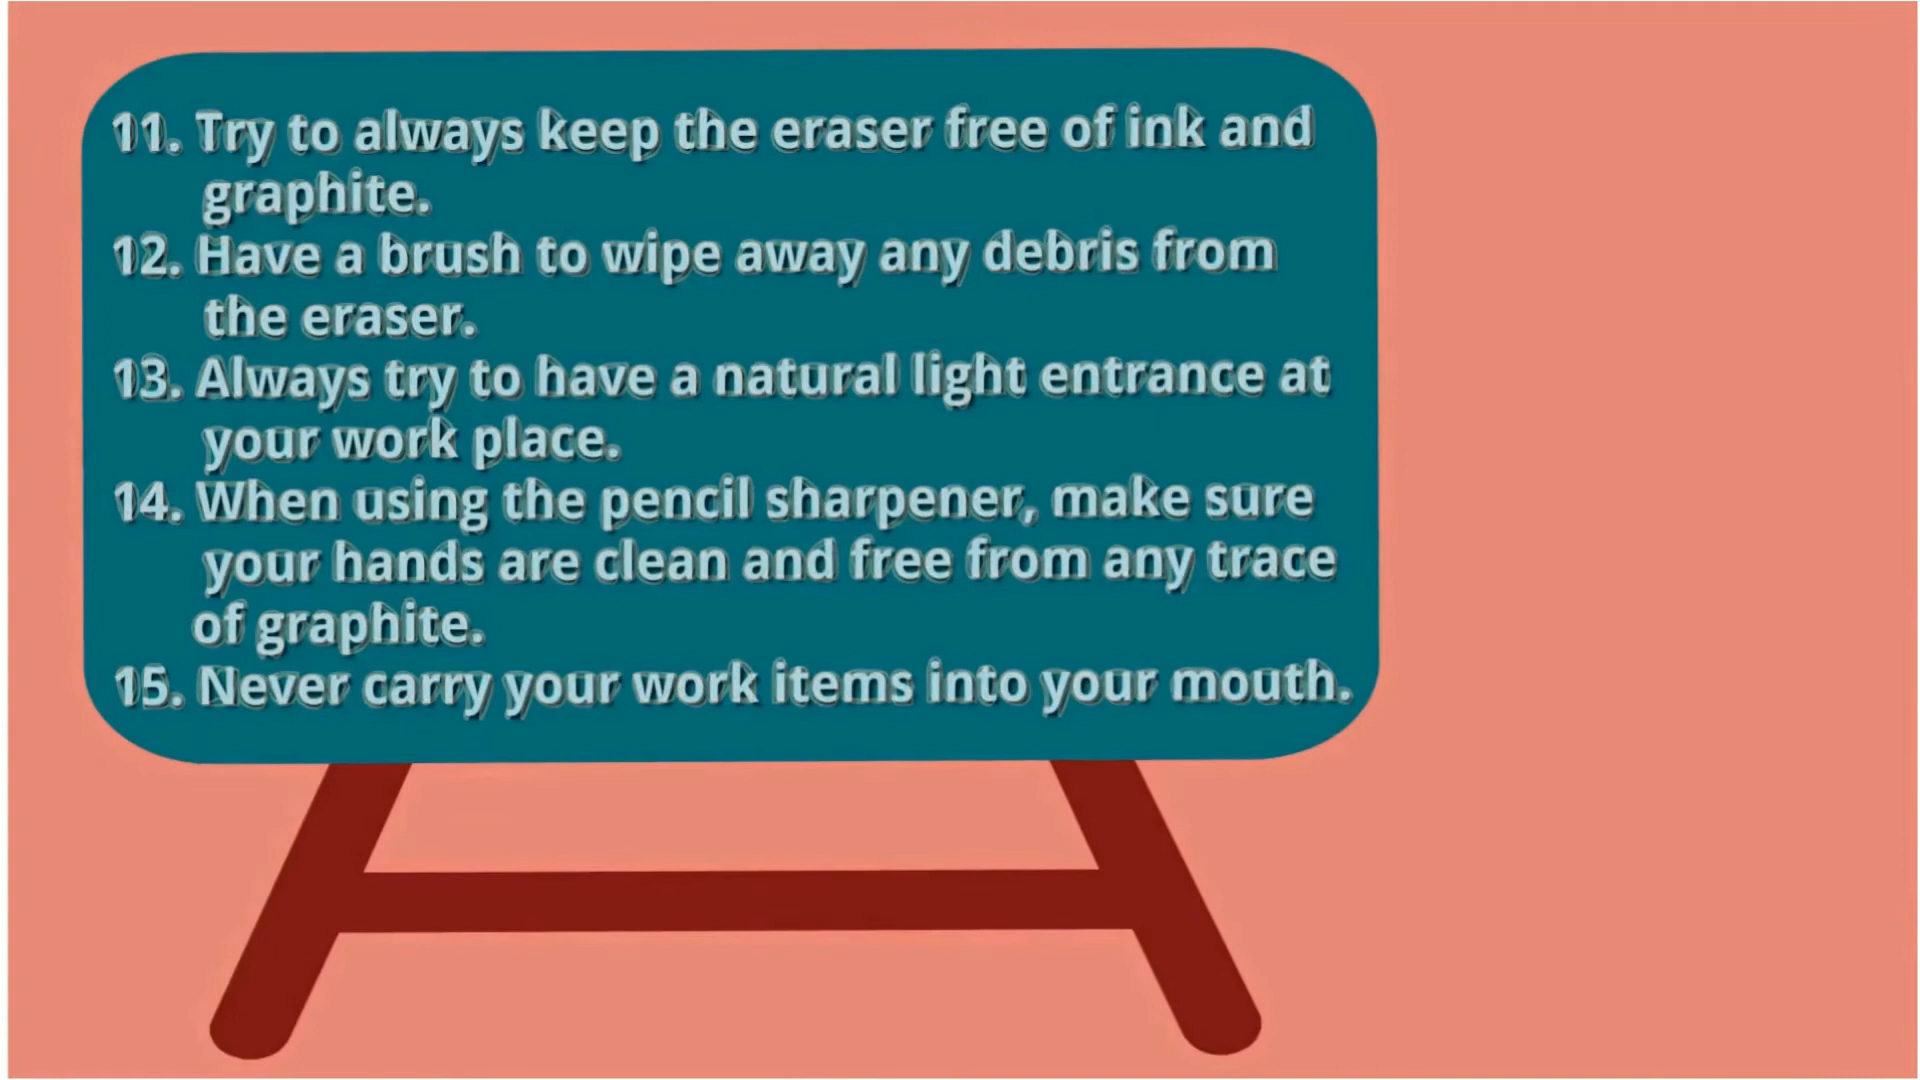 11. Try to always keep the eraser free of ink and
graphite.
12. Have a brush to wipe away any debris from
the eraser.
13. Always try to have a natural light entrance at
your work place.
14. When using the pencil sharpener, make sure
your hands are clean and free from any trace
of graphite.
15. Never carry your work items into your mouth.